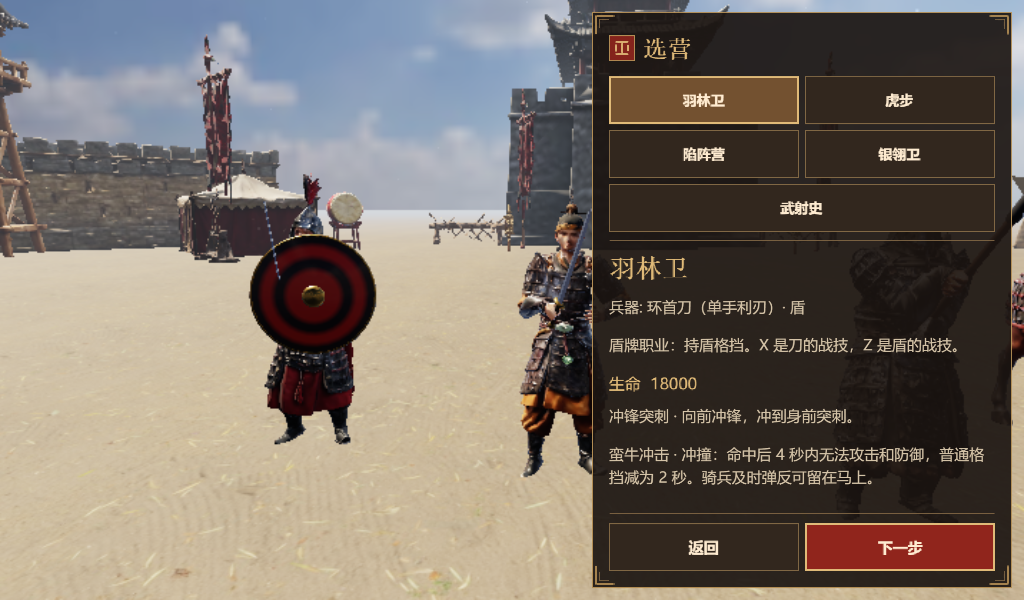 选营
羽林卫
虎步
陷阵营
银翎卫
武射史
羽林卫
兵器: 环首刀（单手利刃）· 盾
盾牌职业：持盾格挡。X 是刀的战技，Z 是盾的战技。
生命 18000
冲锋突刺 · 向前冲锋，冲到身前突刺。
蛮牛冲击 · 冲撞：命中后 4 秒内无法攻击和防御，普通格
挡减为 2 秒。骑兵及时弹反可留在马上。
返回
下一步